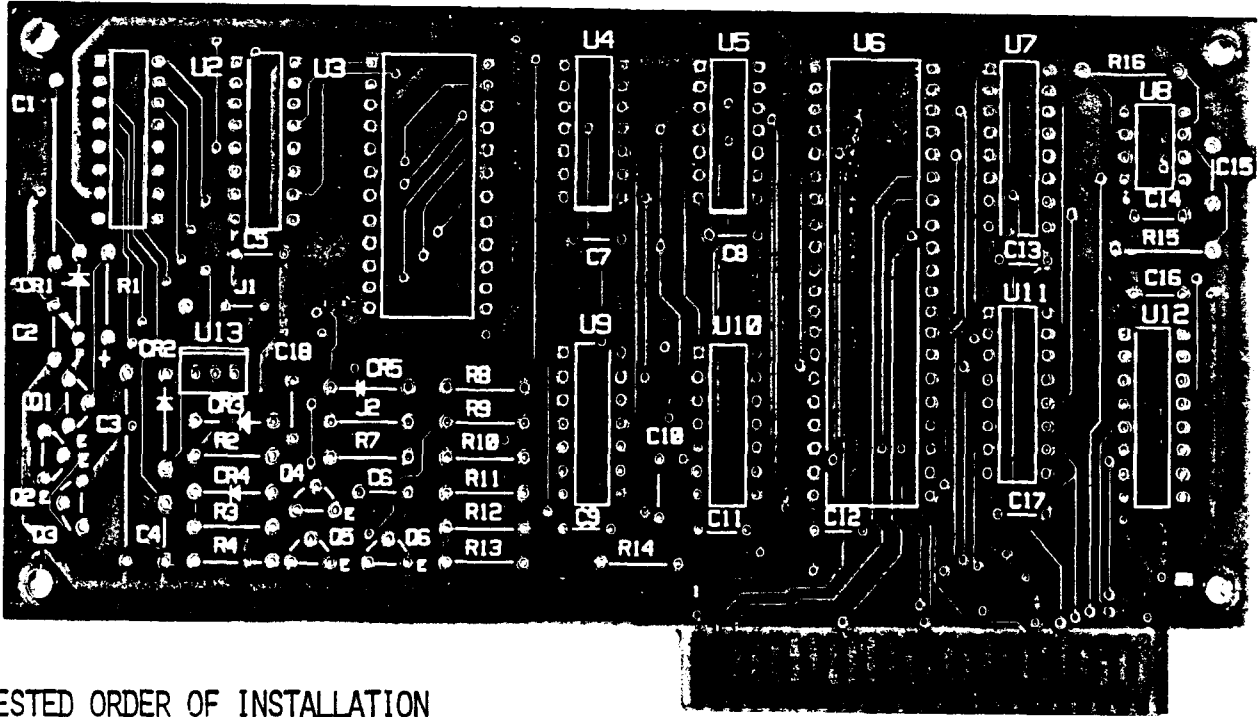 U2 U3 U4 U5 U6 U7 R16
U8
C1
C15
C14
C5 C7 C8 C13 R15
CR1 R1 J1 C16
C2 U13 U9 U10 U11 U12
CR2 C18
+
CR5 R8
Q1 CR3 J2 R9
C3 R2 R7 R10 C10
E
E
Q2 CR4 Q4 C6 R11
R3 E R12 C9 C11 C12 C17
Q3 C4 R4 Q5 E Q6 E R13 R14
ESTED ORDER OF INSTALLATION